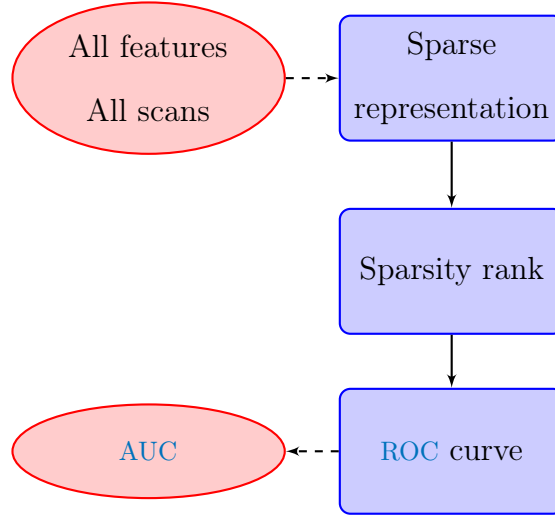 All features
All scans
Sparse
representation
Sparsity rank
ROC curve
AUC